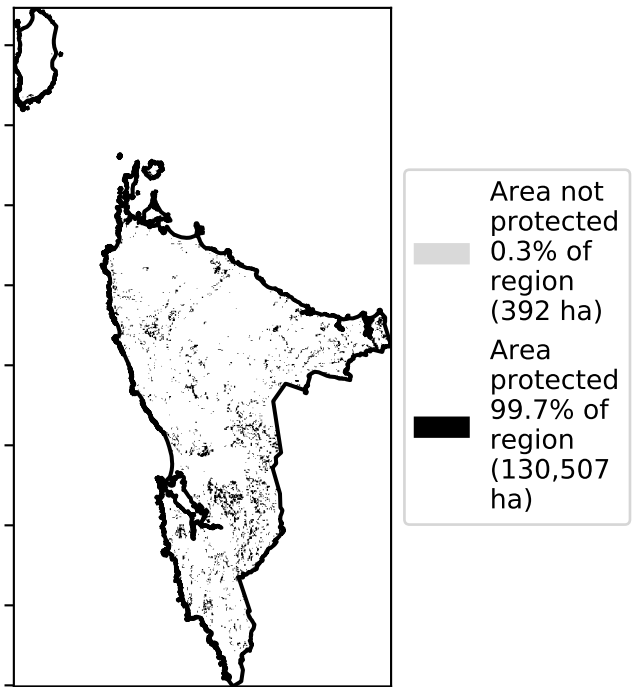 Area not
protected
0.3% of
region
(392 ha)
Area
protected
99.7% of
region
(130,507
ha)